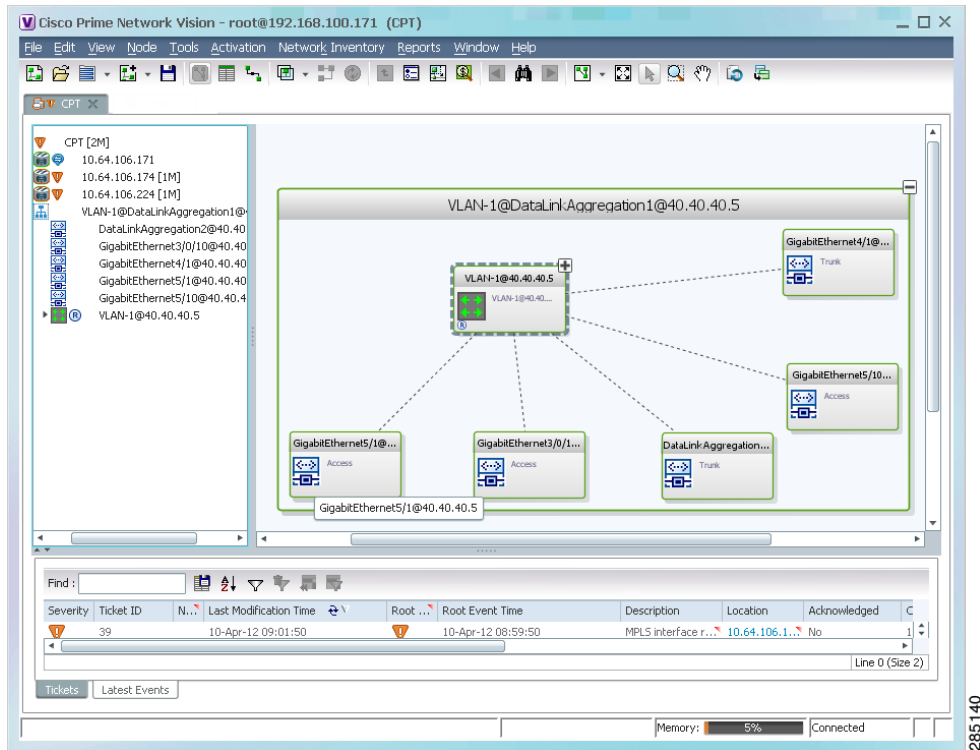 Cisco Prime Network Vision - root@192.168.100.171 (CPT)
File Edit View Node Tools Activation Network Inventory Reports Window Help
CPT
CPT [2M]
10.64.106.171
10.64.106.174 [1M]
10.64.106.224 [1M]
VLAN-1@DataLinkAggregation1@
DataLinkAggregation2@40.40
GigabitEthernet3/0/10@40.40
GigabitEthernet4/1@40.40.40
GigabitEthernet5/1@40.40.40
GigabitEthernet5/10@40.40.4
VLAN-1@40.40.40.5
VLAN-1@DataLinkAggregation1@40.40.40.5
GigabitEthernet4/1@...
Trunk
VLAN-1@40.40.40.5
VLAN-1@40.40....
GigabitEthernet5/10...
Access
GigabitEthernet5/1@...
Access
GigabitEthernet3/0/1...
Access
DataLinkAggregation...
Trunk
GigabitEthernet5/1@40.40.40.5
Find :
Severity Ticket ID N... Last Modification Time Root ... Root Event Time Description Location Acknowledged C
39 10-Apr-12 09:01:50 10-Apr-12 08:59:50 MPLS interface r... 10.64.106.1... No 1
Line 0 (Size 2)
Tickets Latest Events
Memory: 5% Connected
285140